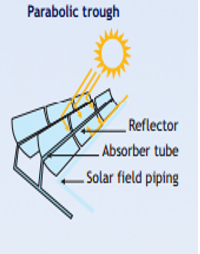 Parabolic trough
Reflector
Absorber tube
Solar field piping